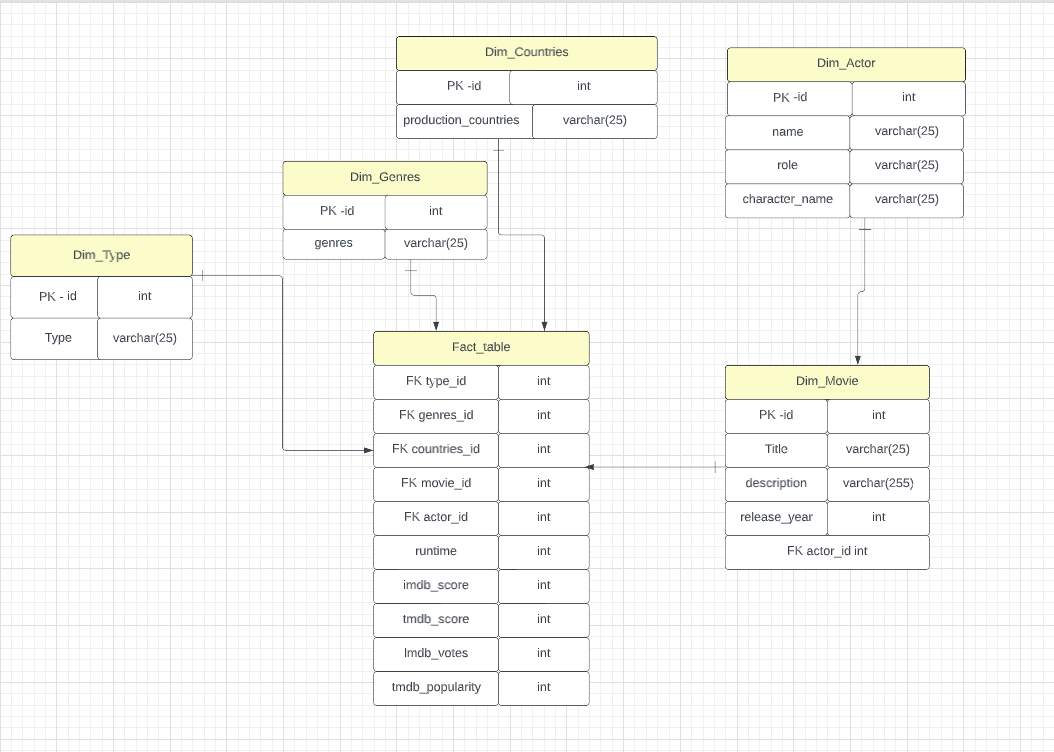 Dim_Countries
PK -id int
production_countries varchar(25)
Dim_Actor
PK -id int
name varchar(25)
role varchar(25)
character_name varchar(25)
Dim_Genres
PK -id int
genres varchar(25)
Dim_Type
PK - id int
Type varchar(25)
Fact_table
FK type_id int
FK genres_id int
FK countries_id int
FK movie_id int
FK actor_id int
runtime int
imdb_score int
tmdb_score int
lmdb_votes int
tmdb_popularity int
Dim_Movie
PK -id int
Title varchar(25)
description varchar(255)
release_year int
FK actor_id int